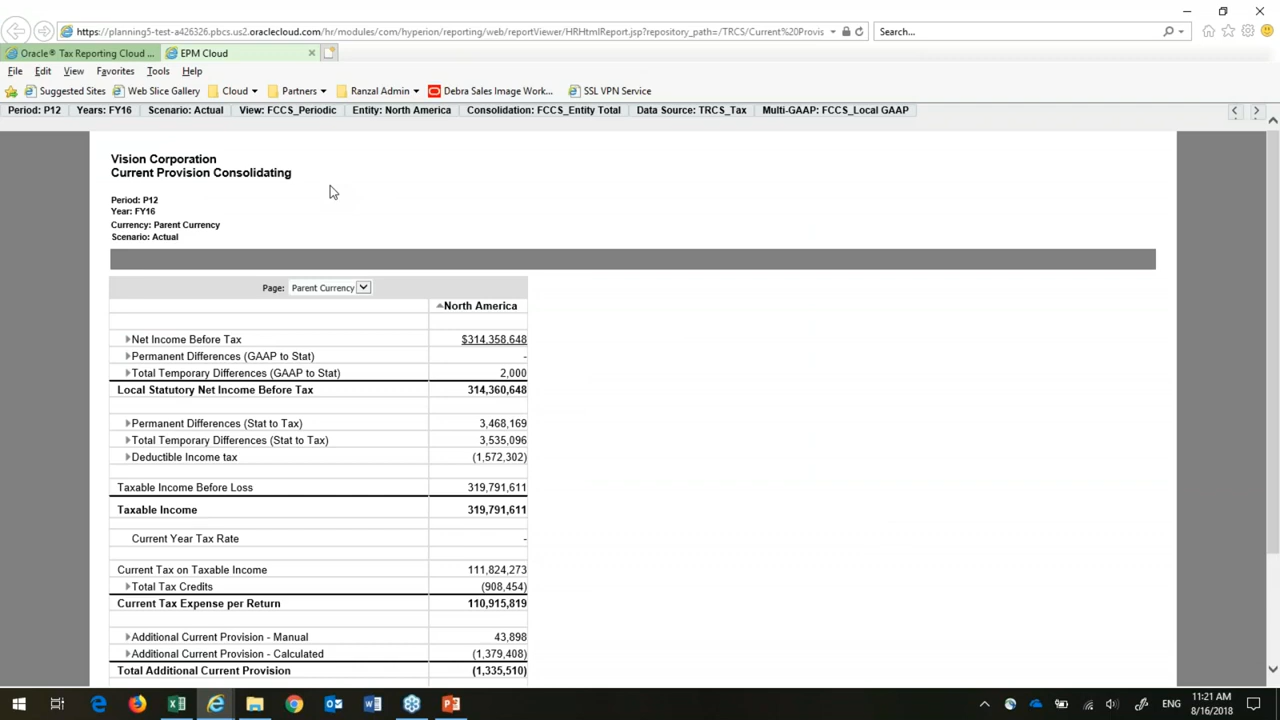 https://planning5-test-a426326.pbcs.us2.oraclecloud.com/hr/modules/com/hyperion/reporting/web/reportViewer/HRHtmlReport.jsp?repository_path=/TRCS/Current%20Provis
Search...
Oracle® Tax Reporting Cloud ...
EPM Cloud
File Edit View Favorites Tools Help
Suggested Sites Web Slice Gallery Cloud Partners Ranzal Admin Debra Sales Image Work... SSL VPN Service
Period: P12 Years: FY16 Scenario: Actual View: FCCS_Periodic Entity: North America Consolidation: FCCS_Entity Total Data Source: TRCS_Tax Multi-GAAP: FCCS_Local GAAP
Vision Corporation
Current Provision Consolidating
Period: P12
Year: FY16
Currency: Parent Currency
Scenario: Actual
Page: Parent Currency
North America
Net Income Before Tax $314,358,648
Permanent Differences (GAAP to Stat) -
Total Temporary Differences (GAAP to Stat) 2,000
Local Statutory Net Income Before Tax 314,360,648
Permanent Differences (Stat to Tax) 3,468,169
Total Temporary Differences (Stat to Tax) 3,535,096
Deductible Income tax (1,572,302)
Taxable Income Before Loss 319,791,611
Taxable Income 319,791,611
Current Year Tax Rate -
Current Tax on Taxable Income 111,824,273
Total Tax Credits (908,454)
Current Tax Expense per Return 110,915,819
Additional Current Provision - Manual 43,898
Additional Current Provision - Calculated (1,379,408)
Total Additional Current Provision (1,335,510)
ENG
11:21 AM
8/16/2018